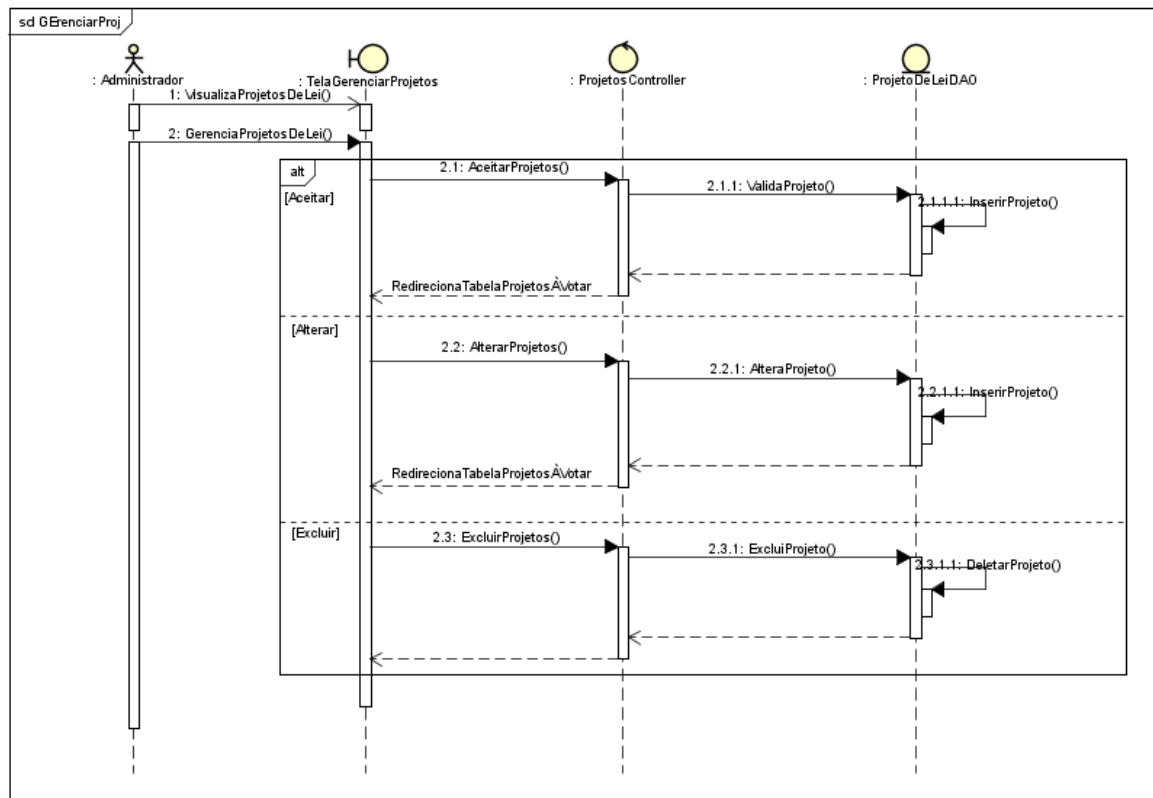 sd GErenciarProj
: Administrador
: TelaGerenciarProjetos
: ProjetosController
: ProjetoDeLeiDAO
1: VisualizaProjetosDeLei()
2: GerenciaProjetosDeLei()
alt
[Aceitar]
2.1: AceitarProjetos()
2.1.1: ValidaProjeto()
2.1.1.1: InserirProjeto()
RedirecionaTabelaProjetosÀVotar
[Alterar]
2.2: AlterarProjetos()
2.2.1: AlteraProjeto()
2.2.1.1: InserirProjeto()
RedirecionaTabelaProjetosÀVotar
[Excluir]
2.3: ExcluirProjetos()
2.3.1: ExcluiProjeto()
2.3.1.1: DeletarProjeto()